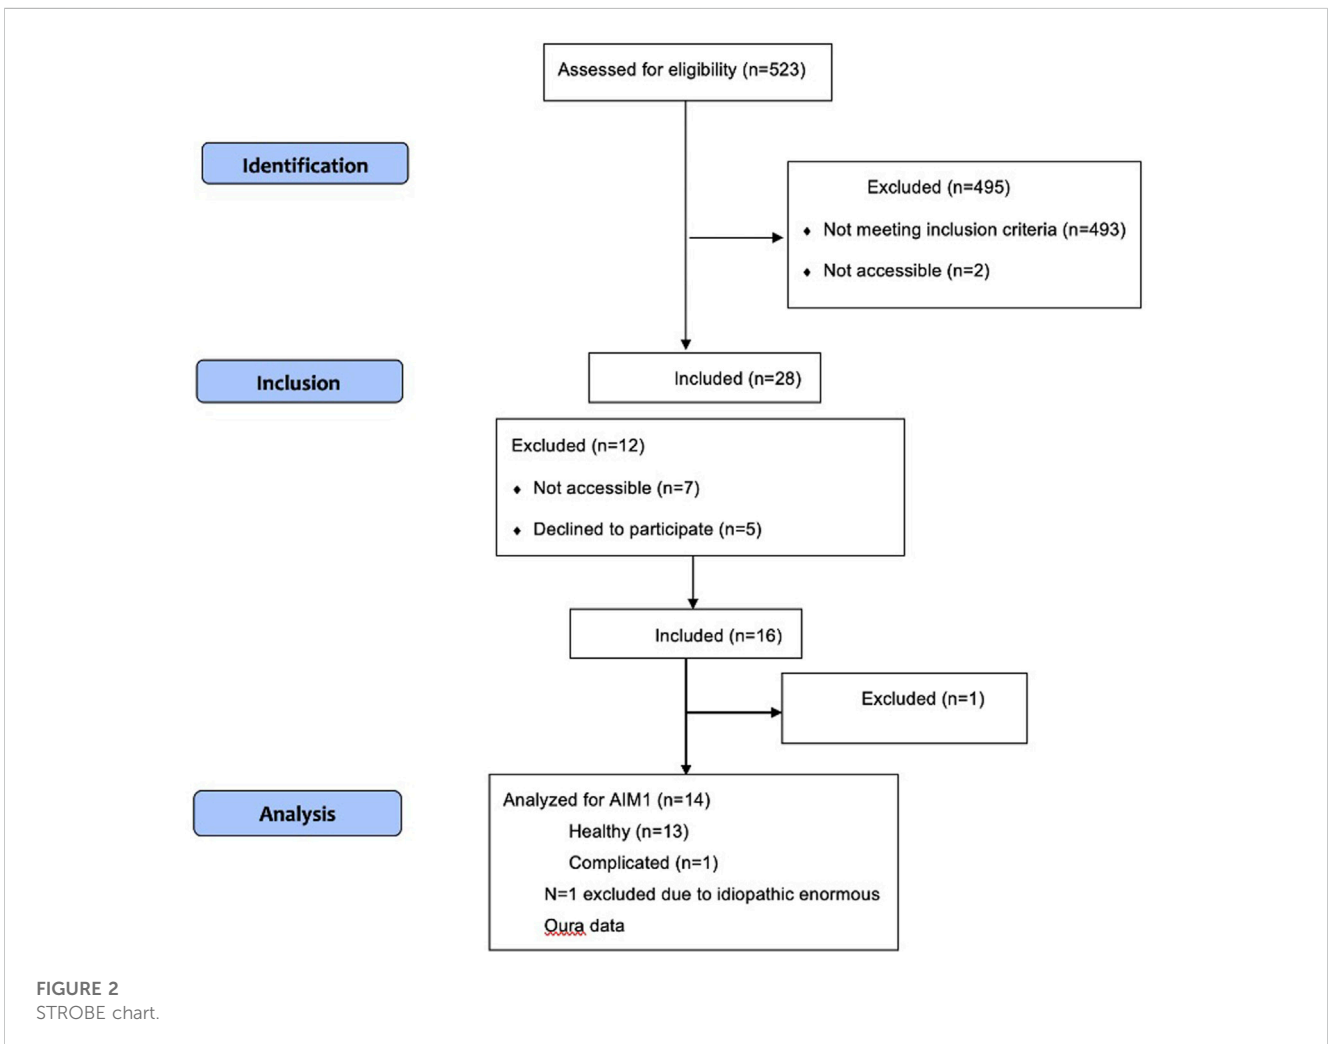 Assessed for eligibility (n=523)
Identification
Excluded (n=495)
♦ Not meeting inclusion criteria (n=493)
♦ Not accessible (n=2)
Included (n=28)
Inclusion
Excluded (n=12)
♦ Not accessible (n=7)
♦ Declined to participate (n=5)
Included (n=16)
Excluded (n=1)
Analysis
Analyzed for AIM1 (n=14)
Healthy (n=13)
Complicated (n=1)
N=1 excluded due to idiopathic enormous
Oura data
FIGURE 2
STROBE chart.